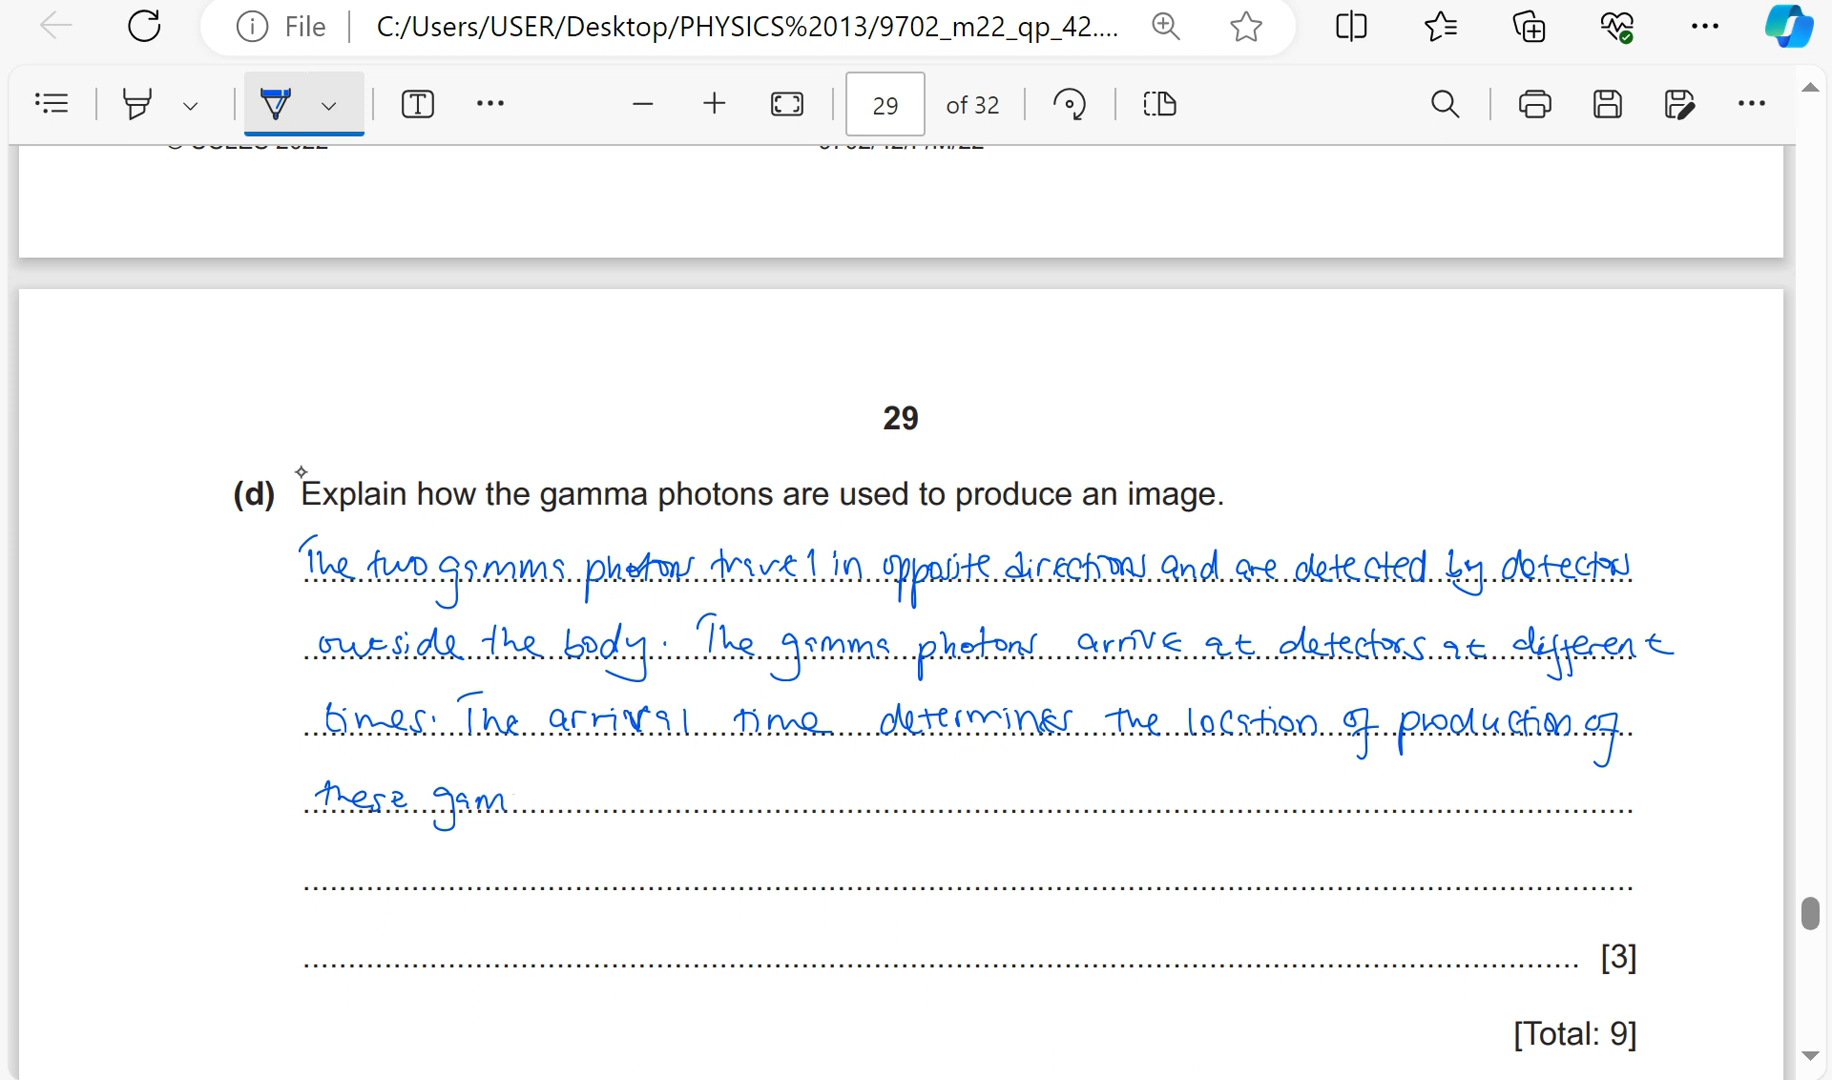 File C:/Users/USER/Desktop/PHYSICS%2013/9702_m22_qp_42....
29 of 32
29
(d) Explain how the gamma photons are used to produce an image.
The two gamma photons travel in opposite directions and are detected by detectors
outside the body. The gamma photons arrive at detectors at different
times. The arrival time determines the location of production of
these gam
[3]
[Total: 9]